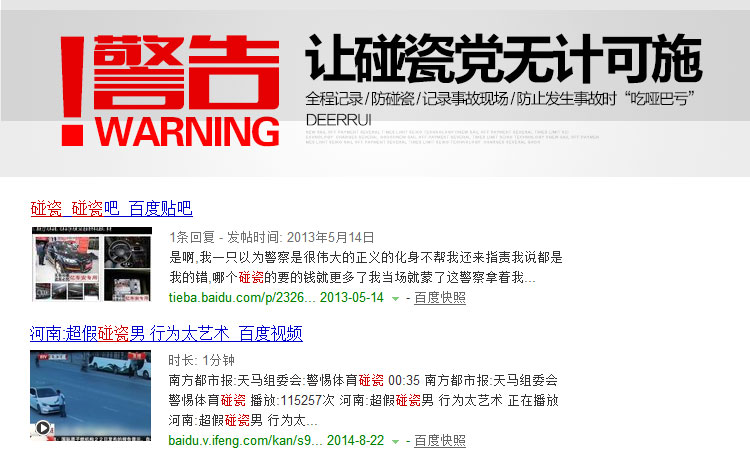 ！警告
WARNING
让碰瓷党无计可施
全程记录/防碰瓷/记录事故现场/防止发生事故时“吃哑巴亏”
DEERRUI
碰瓷_碰瓷吧_百度贴吧
1条回复 - 发帖时间: 2013年5月14日
是啊,我一只以为警察是很伟大的正义的化身不帮我还来指责我说都是
我的错,哪个碰瓷的要的钱就更多了我当场就蒙了这警察拿着我...
tieba.baidu.com/p/2326... 2013-05-14 - 百度快照
河南:超假碰瓷男 行为太艺术_百度视频
时长: 1分钟
南方都市报:天马组委会:警惕体育碰瓷 00:35 南方都市报:天马组委会
警惕体育碰瓷 播放:115257次 河南:超假碰瓷男 行为太艺术 正在播放
河南:超假碰瓷男 行为太...
baidu.v.ifeng.com/kan/s9... 2014-8-22 - 百度快照